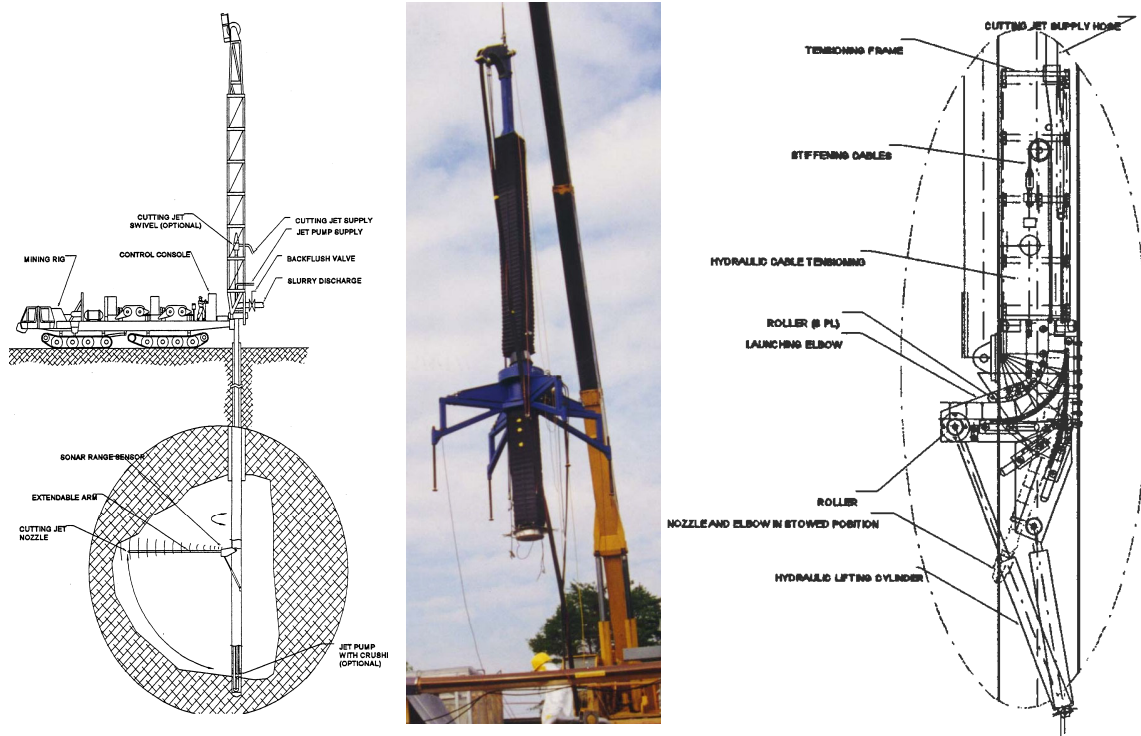 CUTTING JET
SWIVEL (OPTIONAL)
CUTTING JET SUPPLY
JET PUMP SUPPLY
MINING RIG
CONTROL CONSOLE
BACKFLUSH VALVE
SLURRY DISCHARGE
SONAR RANGE SENSOR
EXTENDABLE ARM
CUTTING JET
NOZZLE
JET PUMP
WITH CRUSHI
(OPTIONAL)
CUTTING JET SUPPLY HOSE
TENSIONING FRAME
STIFFENING CABLES
HYDRAULIC CABLE TENSIONING
ROLLER (8 PL)
LAUNCHING ELBOW
ROLLER
NOZZLE AND ELBOW IN STOWED POSITION
HYDRAULIC LIFTING CYLINDER